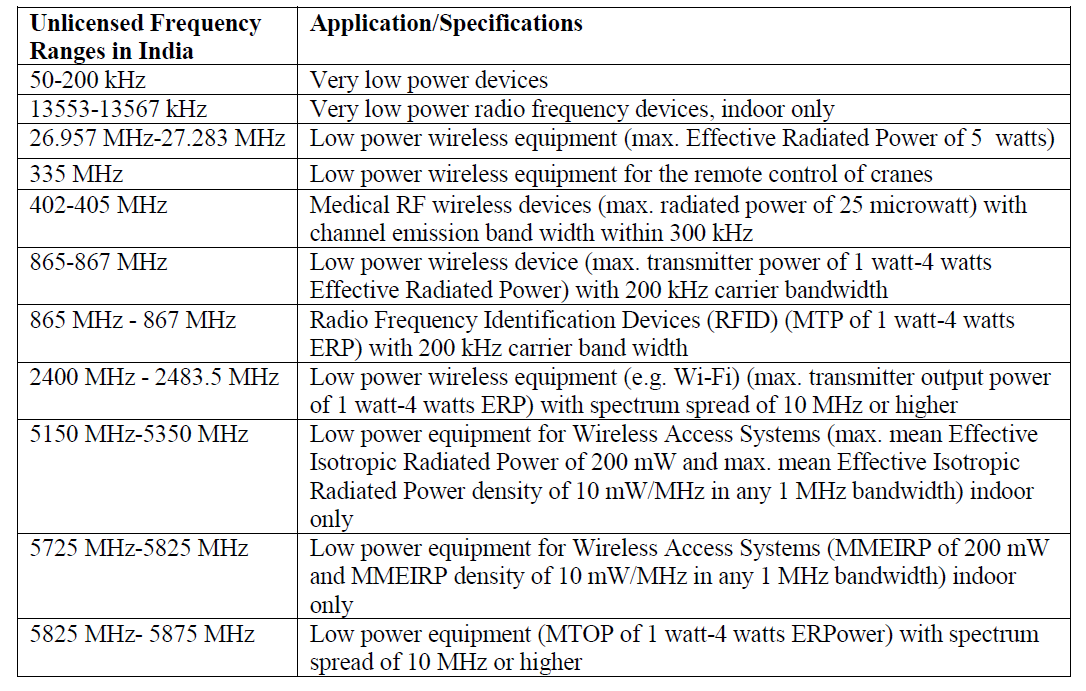 Unlicensed Frequency
Ranges in India
Application/Specifications
50-200 kHz
Very low power devices
13553-13567 kHz
Very low power radio frequency devices, indoor only
26.957 MHz-27.283 MHz
Low power wireless equipment (max. Effective Radiated Power of 5 watts)
335 MHz
Low power wireless equipment for the remote control of cranes
402-405 MHz
Medical RF wireless devices (max. radiated power of 25 microwatt) with
channel emission band width within 300 kHz
865-867 MHz
Low power wireless device (max. transmitter power of 1 watt-4 watts
Effective Radiated Power) with 200 kHz carrier bandwidth
865 MHz - 867 MHz
Radio Frequency Identification Devices (RFID) (MTP of 1 watt-4 watts
ERP) with 200 kHz carrier band width
2400 MHz - 2483.5 MHz
Low power wireless equipment (e.g. Wi-Fi) (max. transmitter output power
of 1 watt-4 watts ERP) with spectrum spread of 10 MHz or higher
5150 MHz-5350 MHz
Low power equipment for Wireless Access Systems (max. mean Effective
Isotropic Radiated Power of 200 mW and max. mean Effective Isotropic
Radiated Power density of 10 mW/MHz in any 1 MHz bandwidth) indoor
only
5725 MHz-5825 MHz
Low power equipment for Wireless Access Systems (MMEIRP of 200 mW
and MMEIRP density of 10 mW/MHz in any 1 MHz bandwidth) indoor
only
5825 MHz- 5875 MHz
Low power equipment (MTOP of 1 watt-4 watts ERPower) with spectrum
spread of 10 MHz or higher